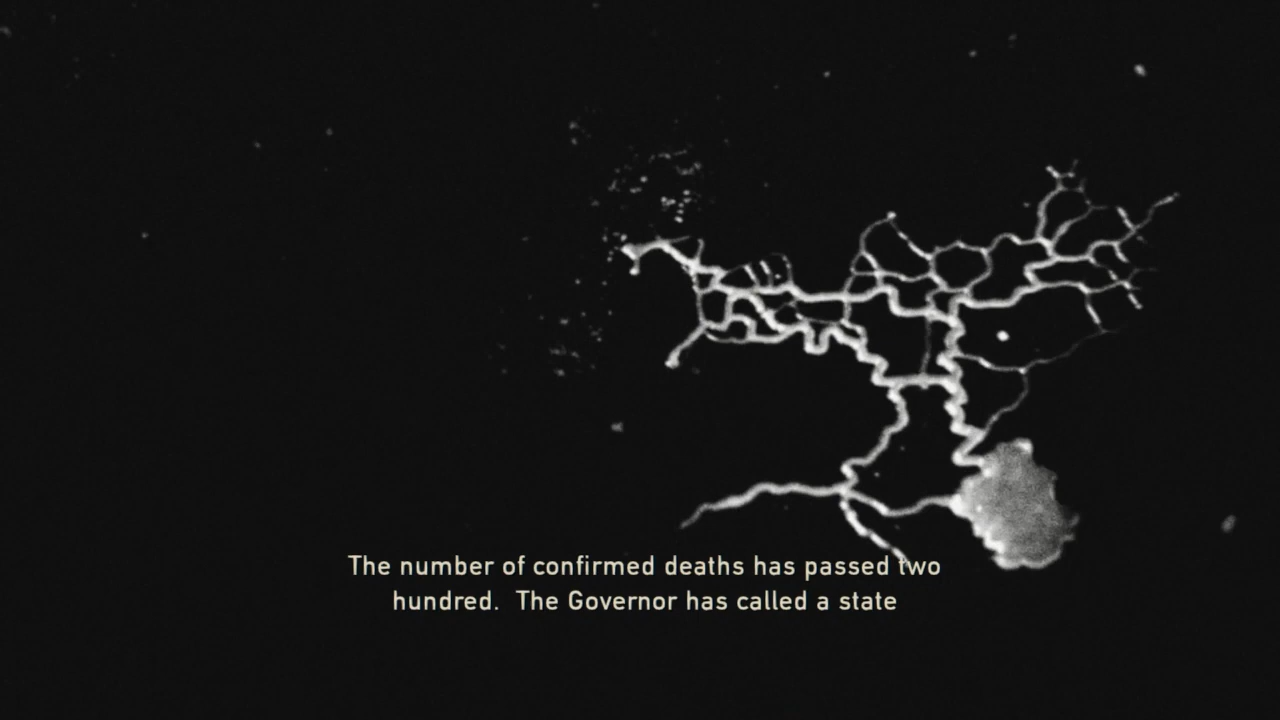 The number of confirmed deaths has passed two
hundred.  The Governor has called a state